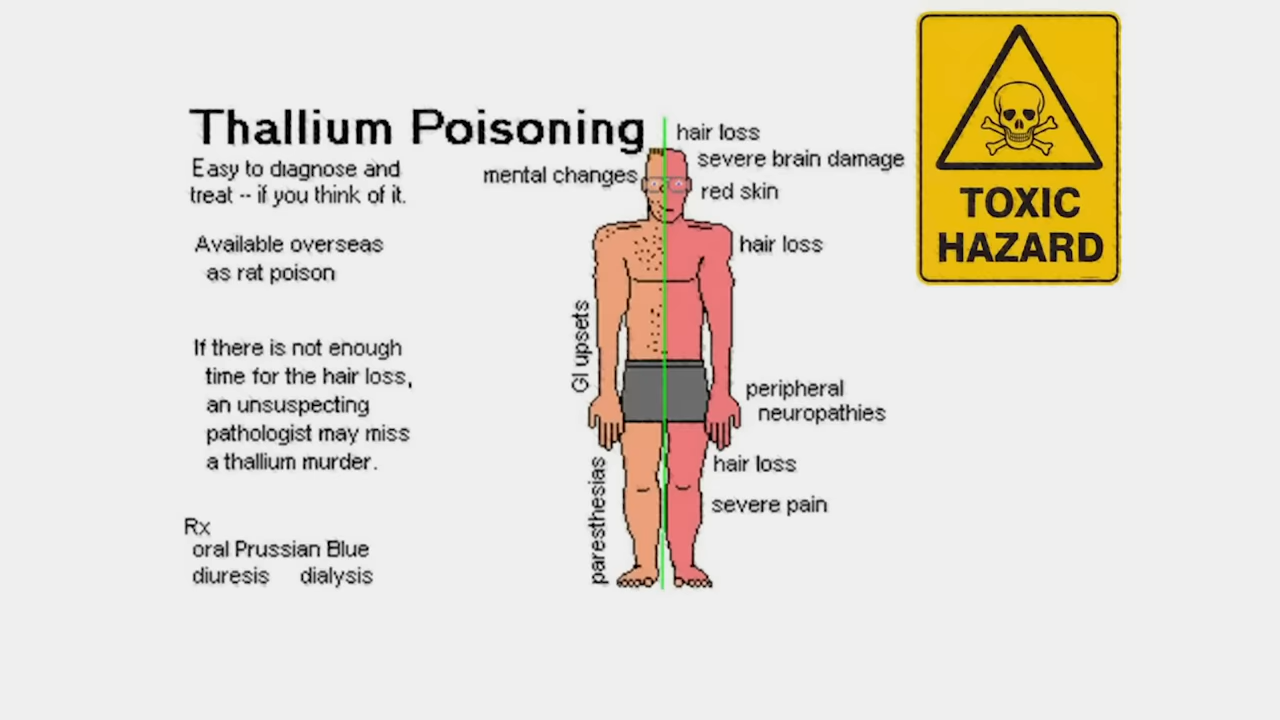 Thallium Poisoning
Easy to diagnose and
treat -- if you think of it.
Available overseas
as rat poison
If there is not enough
time for the hair loss,
an unsuspecting
pathologist may miss
a thallium murder.
Rx
oral Prussian Blue
diuresis dialysis
mental changes
GI upsets
paresthesias
hair loss
severe brain damage
red skin
hair loss
peripheral
neuropathies
hair loss
severe pain
TOXIC
HAZARD